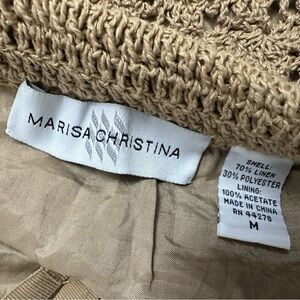 MARISA CHRISTINA
SHELL:
70% LINEN
30% POLYESTER
LINING:
100% ACETATE
MADE IN CHINA
RN 44278
M